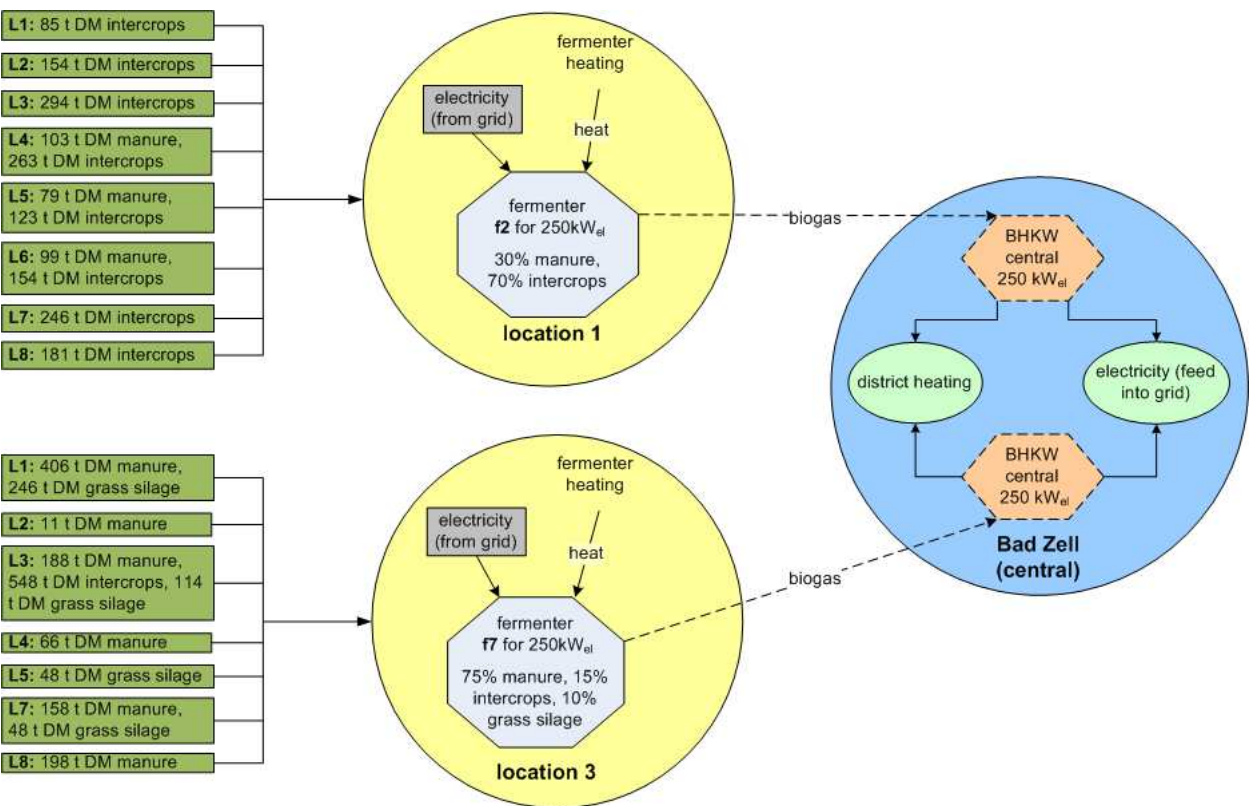 L1: 85 t DM intercrops
L2: 154 t DM intercrops
L3: 294 t DM intercrops
L4: 103 t DM manure,
263 t DM intercrops
L5: 79 t DM manure,
123 t DM intercrops
L6: 99 t DM manure,
154 t DM intercrops
L7: 246 t DM intercrops
L8: 181 t DM intercrops
fermenter
heating
electricity
(from grid)
heat
fermenter
f2 for 250kWel
30% manure,
70% intercrops
location 1
biogas
L1: 406 t DM manure,
246 t DM grass silage
L2: 11 t DM manure
L3: 188 t DM manure,
548 t DM intercrops, 114
t DM grass silage
L4: 66 t DM manure
L5: 48 t DM grass silage
L7: 158 t DM manure,
48 t DM grass silage
L8: 198 t DM manure
fermenter
heating
electricity
(from grid)
heat
fermenter
f7 for 250kWel
75% manure, 15%
intercrops, 10%
grass silage
location 3
biogas
BHKW
central
250 kWel
district heating
electricity (feed
into grid)
BHKW
central
250 kWel
Bad Zell
(central)